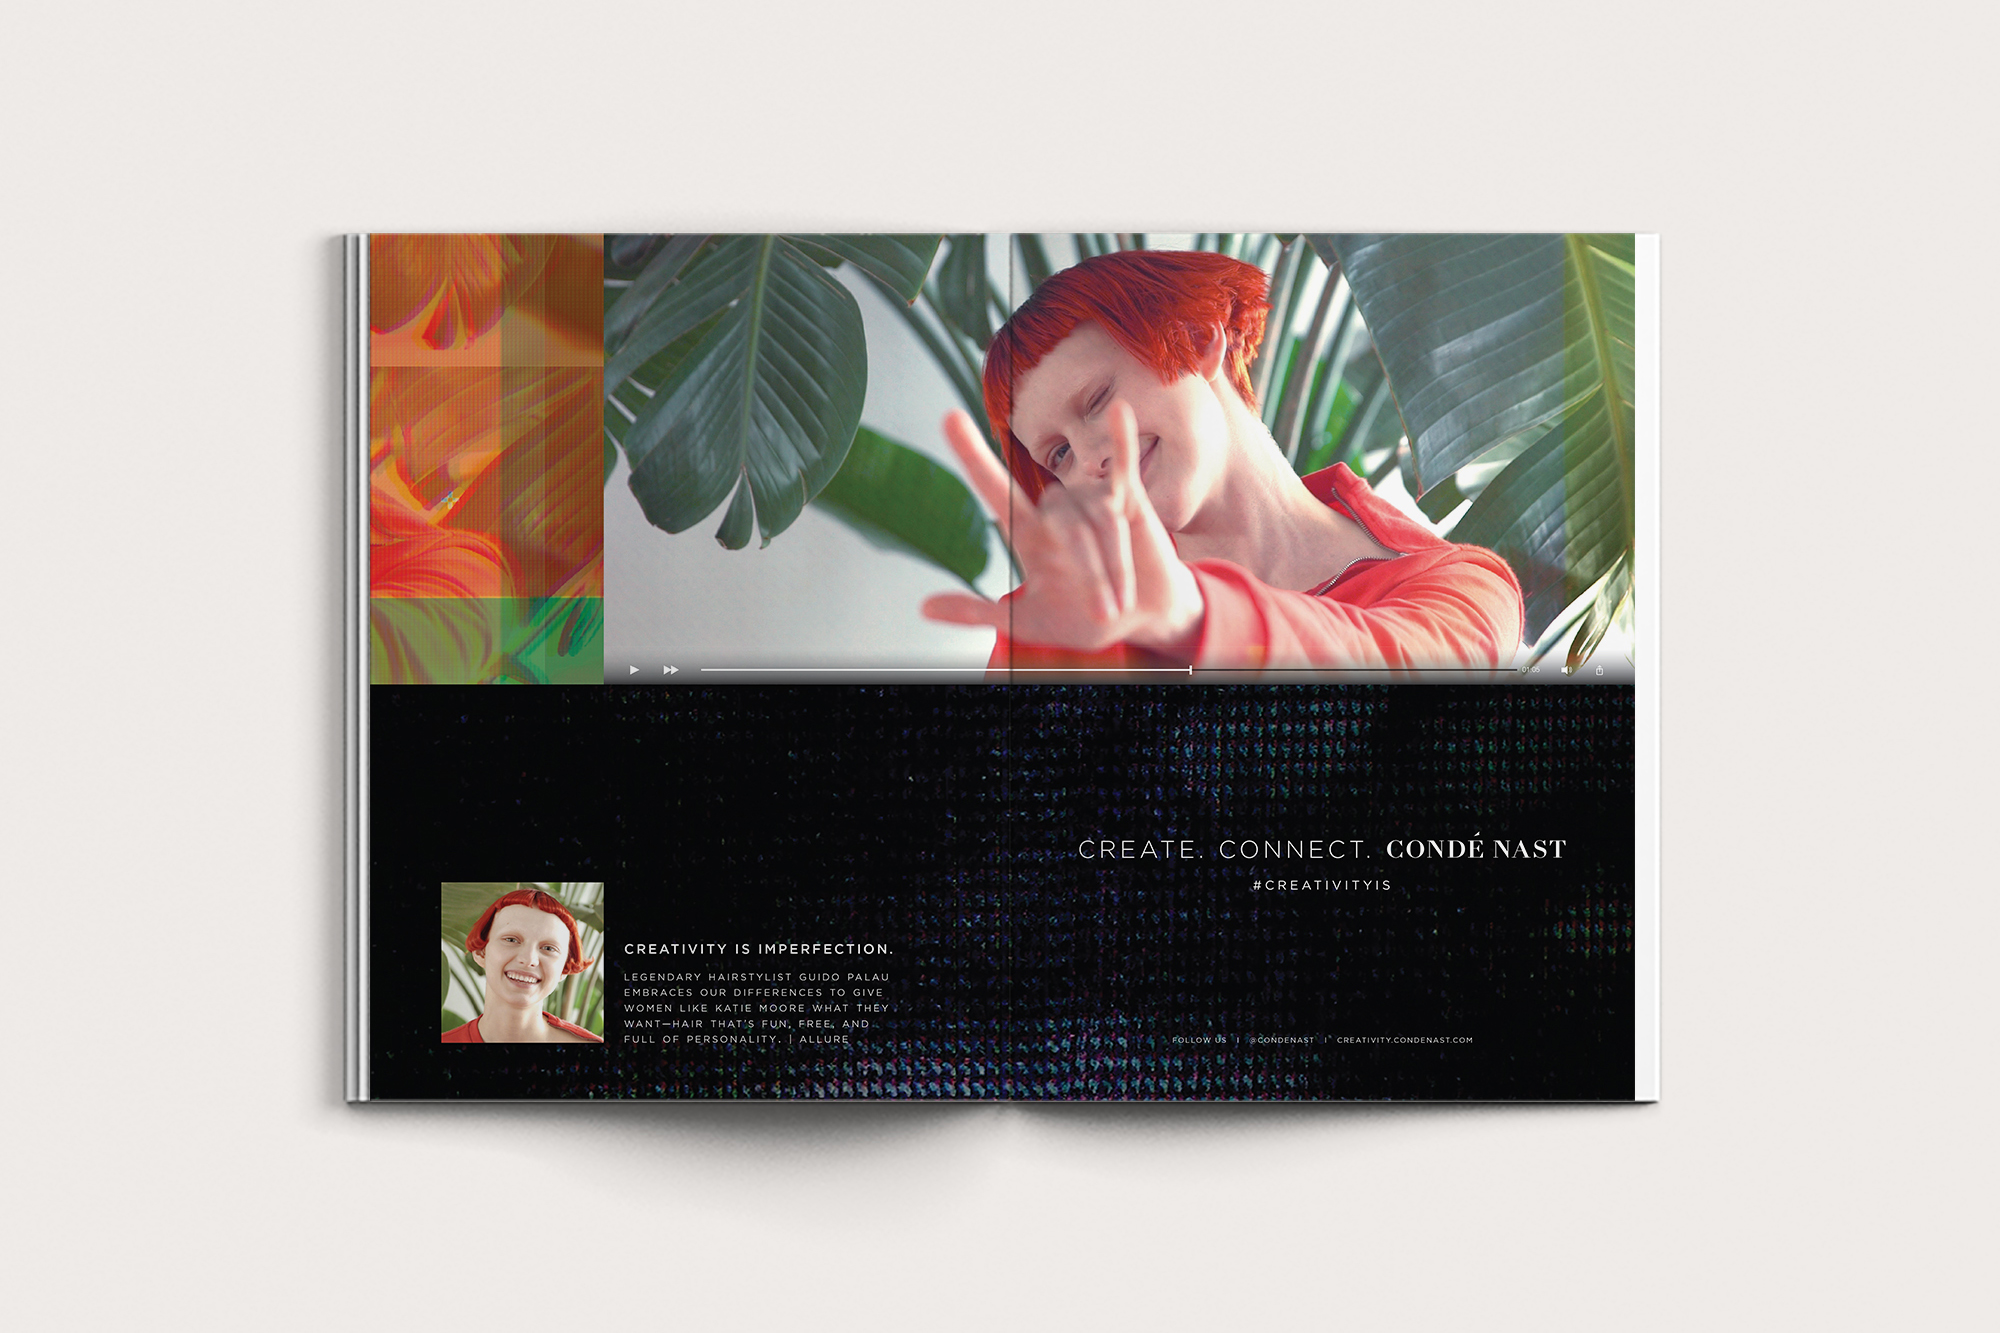 01:05
CREATE. CONNECT. CONDÉ NAST
#CREATIVITYIS
CREATIVITY IS IMPERFECTION.
LEGENDARY HAIRSTYLIST GUIDO PALAU
EMBRACES OUR DIFFERENCES TO GIVE
WOMEN LIKE KATIE MOORE WHAT THEY
WANT—HAIR THAT'S FUN, FREE, AND
FULL OF PERSONALITY. | ALLURE
FOLLOW US | @CONDENAST | CREATIVITY.CONDENAST.COM